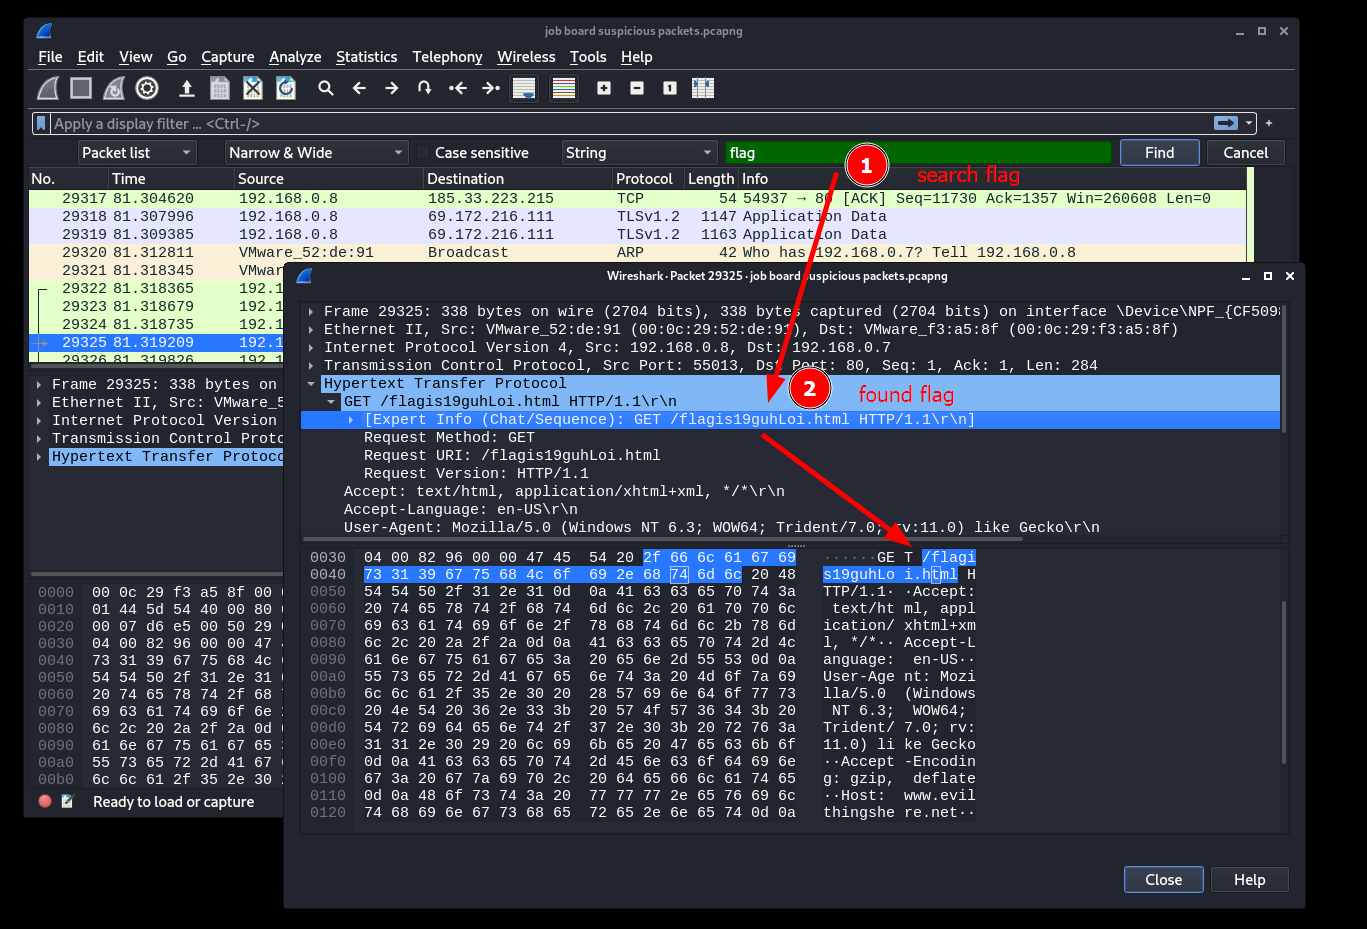 job board suspicious packets.pcapng
File Edit View Go Capture Analyze Statistics Telephony Wireless Tools Help
Apply a display filter ... <Ctrl-/>
Packet list Narrow & Wide Case sensitive String flag Find Cancel
1
search flag
No. Time Source Destination Protocol Length Info
29317 81.304620 192.168.0.8 185.33.223.215 TCP 54 54937 → 80 [ACK] Seq=11730 Ack=1357 Win=260608 Len=0
29318 81.307996 192.168.0.8 69.172.216.111 TLSv1.2 1147 Application Data
29319 81.309385 192.168.0.8 69.172.216.111 TLSv1.2 1163 Application Data
29320 81.312811 VMware_52:de:91 Broadcast ARP 42 Who has 192.168.0.7? Tell 192.168.0.8
29321 81.318345 VMwar
29322 81.318365 192.1
29323 81.318679 192.1
29324 81.318735 192.1
29325 81.319209 192.1
29326 81.319826 192.1
Frame 29325: 338 bytes on
Ethernet II, Src: VMware_5
Internet Protocol Version
Transmission Control Proto
Hypertext Transfer Protoco
0000 00 0c 29 f3 a5 8f 00
0010 01 44 5d 54 40 00 80
0020 00 07 d6 e5 00 50 29
0030 04 00 82 96 00 00 47
0040 73 31 39 67 75 68 4c
0050 54 54 50 2f 31 2e 31
0060 20 74 65 78 74 2f 68
0070 69 63 61 74 69 6f 6e
0080 6c 2c 20 2a 2f 2a 0d
0090 61 6e 67 75 61 67 65
00a0 55 73 65 72 2d 41 67
00b0 6c 6c 61 2f 35 2e 30
Ready to load or capture
Wireshark · Packet 29325 · job board suspicious packets.pcapng
Frame 29325: 338 bytes on wire (2704 bits), 338 bytes captured (2704 bits) on interface \Device\NPF_{CF509
Ethernet II, Src: VMware_52:de:91 (00:0c:29:52:de:91), Dst: VMware_f3:a5:8f (00:0c:29:f3:a5:8f)
Internet Protocol Version 4, Src: 192.168.0.8, Dst: 192.168.0.7
Transmission Control Protocol, Src Port: 55013, Dst Port: 80, Seq: 1, Ack: 1, Len: 284
Hypertext Transfer Protocol
2
found flag
GET /flagis19guhLoi.html HTTP/1.1\r\n
[Expert Info (Chat/Sequence): GET /flagis19guhLoi.html HTTP/1.1\r\n]
Request Method: GET
Request URI: /flagis19guhLoi.html
Request Version: HTTP/1.1
Accept: text/html, application/xhtml+xml, */*\r\n
Accept-Language: en-US\r\n
User-Agent: Mozilla/5.0 (Windows NT 6.3; WOW64; Trident/7.0; rv:11.0) like Gecko\r\n
0030 04 00 82 96 00 00 47 45 54 20 2f 66 6c 61 67 69 ······GE T /flagi
0040 73 31 39 67 75 68 4c 6f 69 2e 68 74 6d 6c 20 48 s19guhLo i.html H
0050 54 54 50 2f 31 2e 31 0d 0a 41 63 63 65 70 74 3a TTP/1.1· ·Accept:
0060 20 74 65 78 74 2f 68 74 6d 6c 2c 20 61 70 70 6c text/ht ml, appl
0070 69 63 61 74 69 6f 6e 2f 78 68 74 6d 6c 2b 78 6d ication/ xhtml+xm
0080 6c 2c 20 2a 2f 2a 0d 0a 41 63 63 65 70 74 2d 4c l, */*·· Accept-L
0090 61 6e 67 75 61 67 65 3a 20 65 6e 2d 55 53 0d 0a anguage: en-US··
00a0 55 73 65 72 2d 41 67 65 6e 74 3a 20 4d 6f 7a 69 User-Age nt: Mozi
00b0 6c 6c 61 2f 35 2e 30 20 28 57 69 6e 64 6f 77 73 lla/5.0 (Windows
00c0 20 4e 54 20 36 2e 33 3b 20 57 4f 57 36 34 3b 20 NT 6.3; WOW64;
00d0 54 72 69 64 65 6e 74 2f 37 2e 30 3b 20 72 76 3a Trident/ 7.0; rv:
00e0 31 31 2e 30 29 20 6c 69 6b 65 20 47 65 63 6b 6f 11.0) li ke Gecko
00f0 0d 0a 41 63 63 65 70 74 2d 45 6e 63 6f 64 69 6e ··Accept -Encodin
0100 67 3a 20 67 7a 69 70 2c 20 64 65 66 6c 61 74 65 g: gzip, deflate
0110 0d 0a 48 6f 73 74 3a 20 77 77 77 2e 65 76 69 6c ··Host: www.evil
0120 74 68 69 6e 67 73 68 65 72 65 2e 6e 65 74 0d 0a thingshe re.net··
Close Help